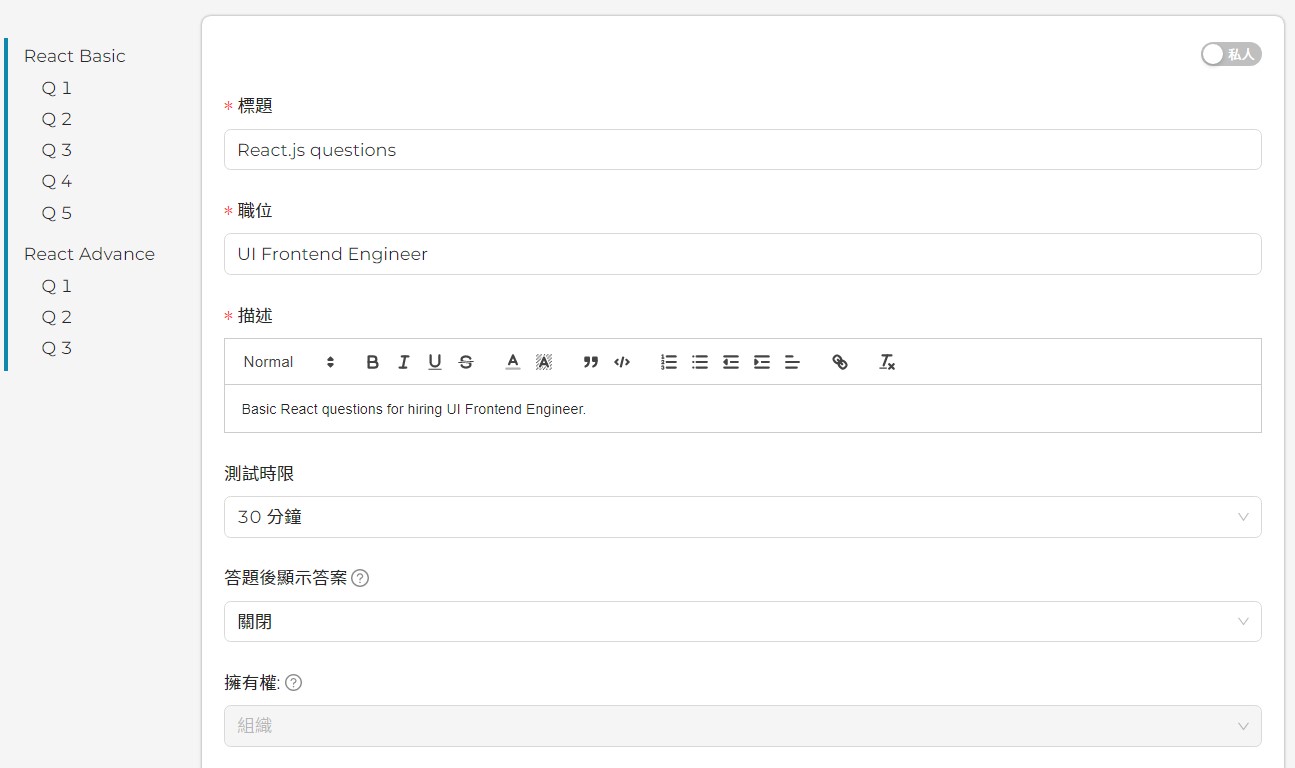 React Basic
Q 1
Q 2
Q 3
Q 4
Q 5
React Advance
Q 1
Q 2
Q 3
私人
* 標題
React.js questions
* 職位
UI Frontend Engineer
* 描述
Normal
Basic React questions for hiring UI Frontend Engineer.
測試時限
30 分鐘
答題後顯示答案
關閉
擁有權:
組織